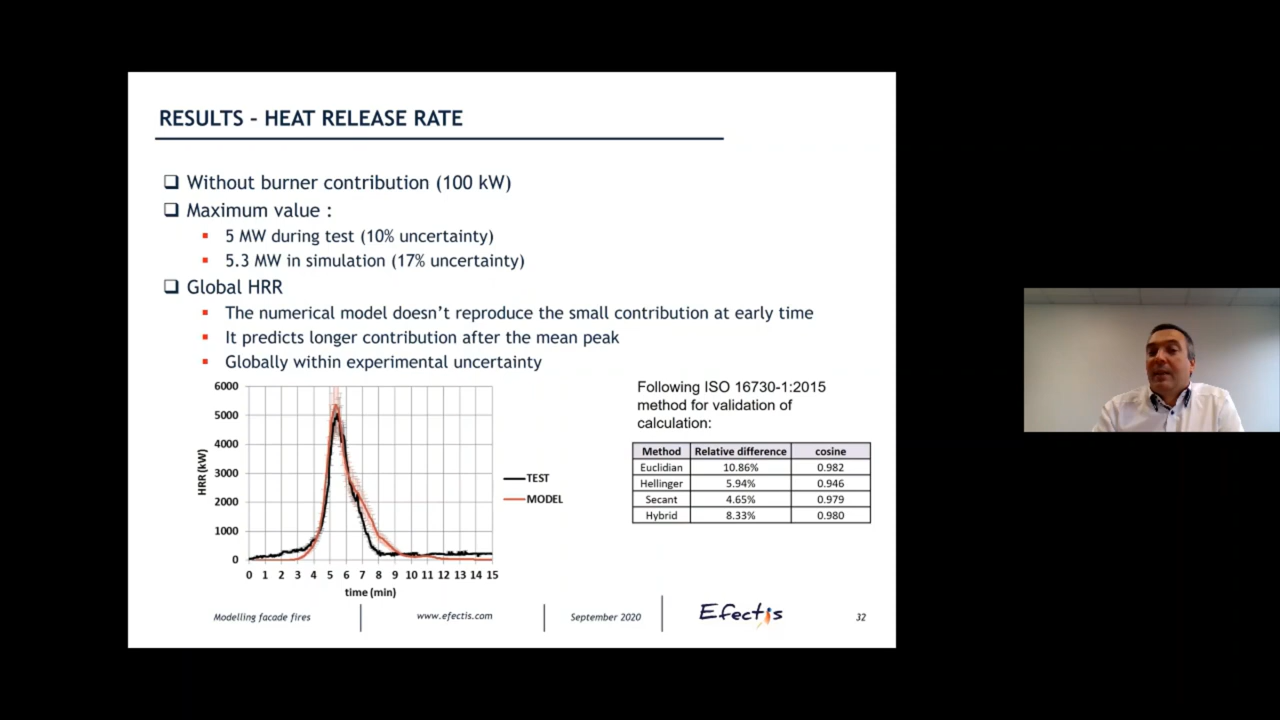 RESULTS - HEAT RELEASE RATE
Without burner contribution (100 kW)
Maximum value :
5 MW during test (10% uncertainty)
5.3 MW in simulation (17% uncertainty)
Global HRR
The numerical model doesn't reproduce the small contribution at early time
It predicts longer contribution after the mean peak
Globally within experimental uncertainty
6000
5000
4000
3000
2000
1000
0
HRR (kW)
0 1 2 3 4 5 6 7 8 9 10 11 12 13 14 15
time (min)
TEST
MODEL
Following ISO 16730-1:2015
method for validation of
calculation:
Method Relative difference cosine
Euclidian 10.86% 0.982
Hellinger 5.94% 0.946
Secant 4.65% 0.979
Hybrid 8.33% 0.980
Modelling facade fires www.efectis.com September 2020 Efectis 32